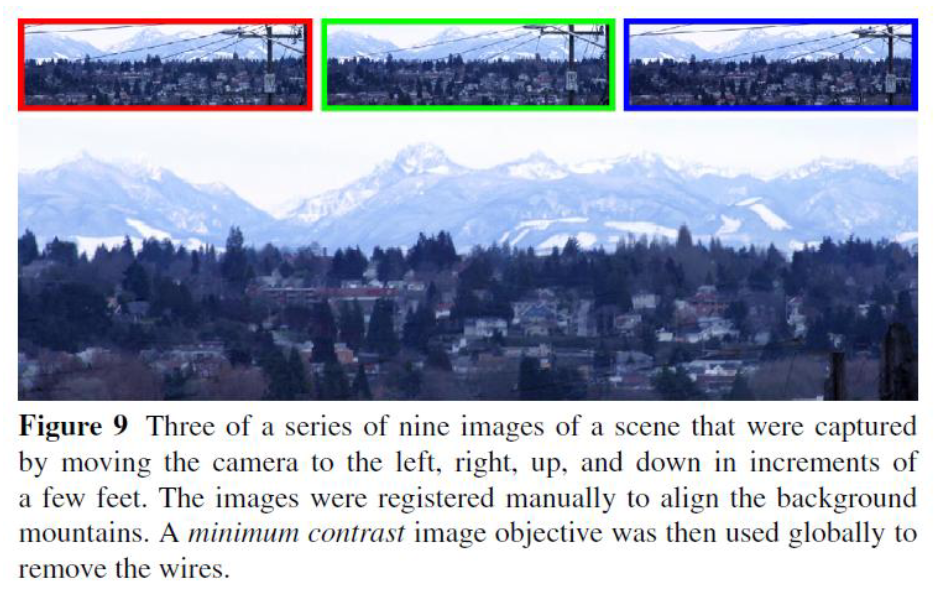 Figure 9 Three of a series of nine images of a scene that were captured
by moving the camera to the left, right, up, and down in increments of
a few feet. The images were registered manually to align the background
mountains. A minimum contrast image objective was then used globally to
remove the wires.